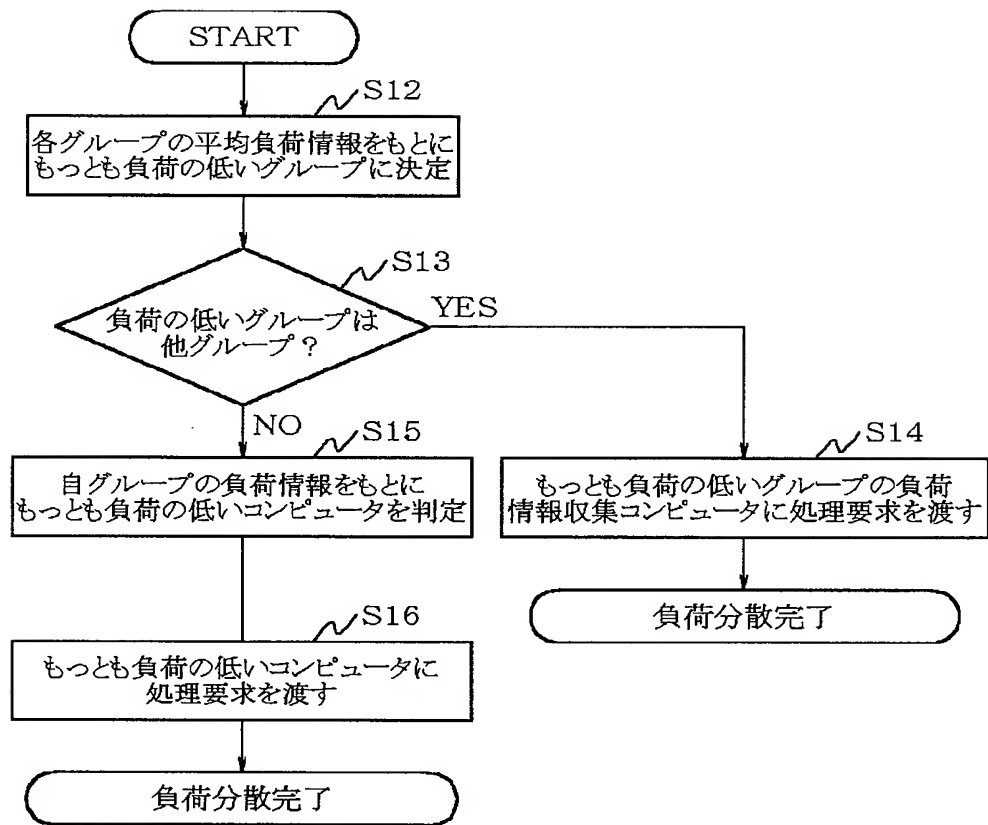 START
S12
各グループの平均負荷情報をもとに
もっとも負荷の低いグループに決定
S13
負荷の低いグループは
他グループ？
YES
NO
S15
自グループの負荷情報をもとに
もっとも負荷の低いコンピュータを判定
S14
もっとも負荷の低いグループの負荷
情報収集コンピュータに処理要求を渡す
負荷分散完了
S16
もっとも負荷の低いコンピュータに
処理要求を渡す
負荷分散完了